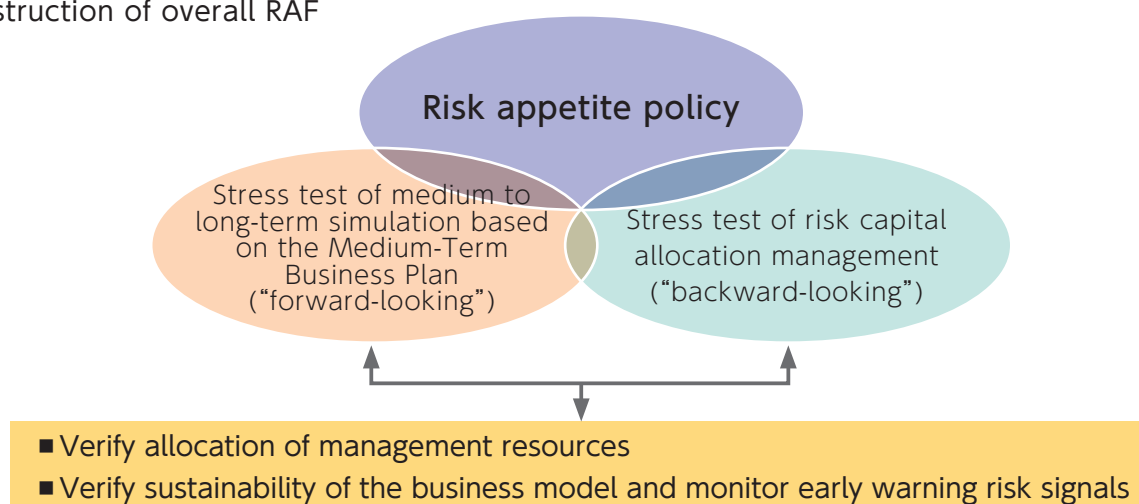 struction of overall RAF
Risk appetite policy
Stress test of medium to
long-term simulation based
on the Medium-Term
Business Plan
(“forward-looking”)
Stress test of risk capital
allocation management
(“backward-looking”)
■ Verify allocation of management resources
■ Verify sustainability of the business model and monitor early warning risk signals